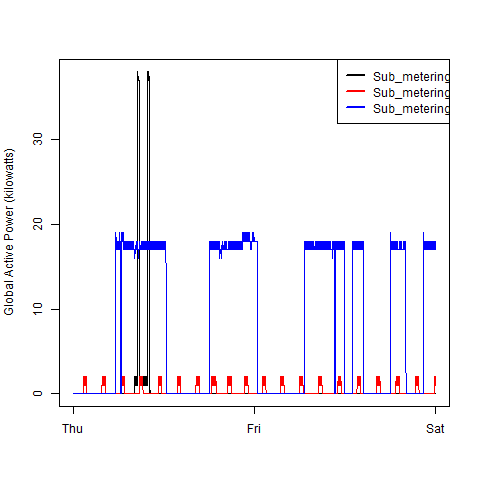 Sub_metering
Sub_metering
Sub_metering
Global Active Power (kilowatts)
30
20
10
0
Thu Fri Sat